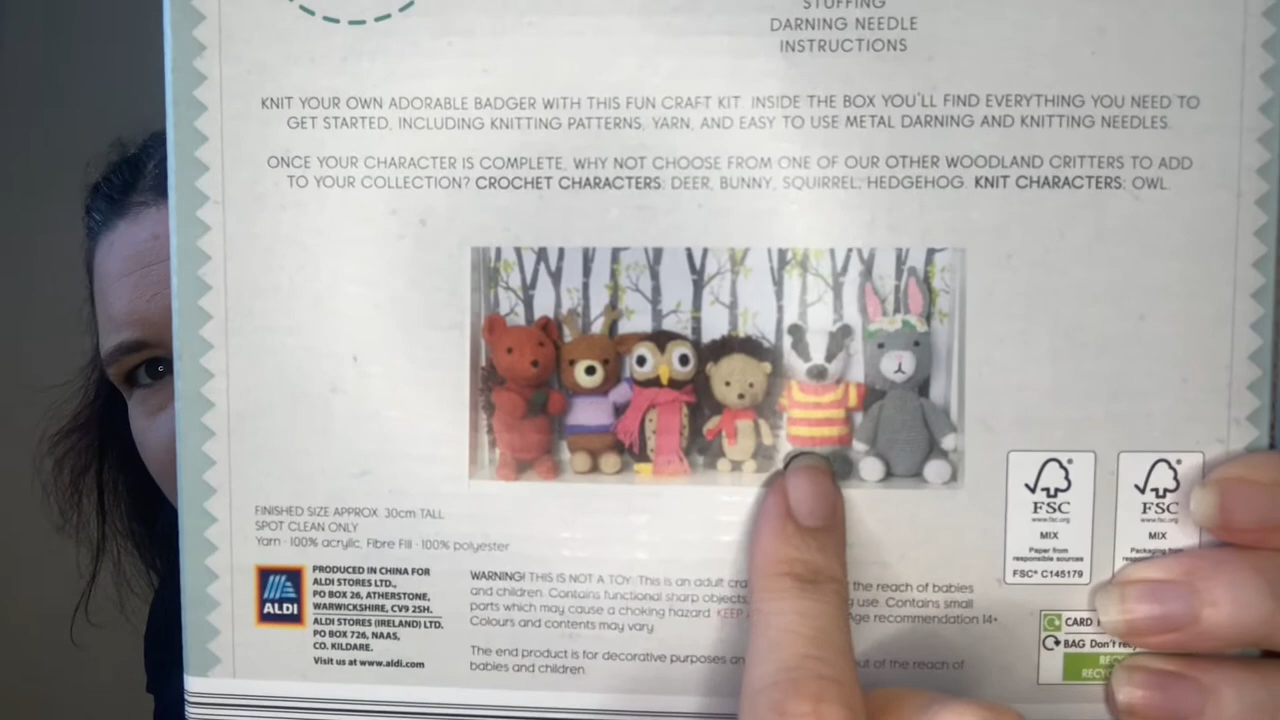 STUFFING
DARNING NEEDLE
INSTRUCTIONS
KNIT YOUR OWN ADORABLE BADGER WITH THIS FUN CRAFT KIT. INSIDE THE BOX YOU'LL FIND EVERYTHING YOU NEED TO
GET STARTED, INCLUDING KNITTING PATTERNS, YARN, AND EASY TO USE METAL DARNING AND KNITTING NEEDLES.
ONCE YOUR CHARACTER IS COMPLETE, WHY NOT CHOOSE FROM ONE OF OUR OTHER WOODLAND CRITTERS TO ADD
TO YOUR COLLECTION? CROCHET CHARACTERS: DEER, BUNNY, SQUIRREL, HEDGEHOG. KNIT CHARACTERS: OWL.
FINISHED SIZE APPROX. 30cm TALL
SPOT CLEAN ONLY
Yarn - 100% acrylic, Fibre Fill - 100% polyester
ALDI
PRODUCED IN CHINA FOR
ALDI STORES LTD.,
PO BOX 26, ATHERSTONE,
WARWICKSHIRE, CV9 2SH.
ALDI STORES (IRELAND) LTD.
PO BOX 726, NAAS,
CO. KILDARE.
Visit us at www.aldi.com
WARNING! THIS IS NOT A TOY. This is an adult the reach of babies
and children. Contains functional sharp objects, use. Contains small
parts which may cause a choking hazard. KEEP recommendation 14+
Colours and contents may vary
The end product is for decorative purposes out of the reach of
babies and children
FSC
www.fsc.org
MIX
Paper from
responsible sources
FSC® C145179
FSC
www.fsc.org
MIX
CARD
BAG Don't